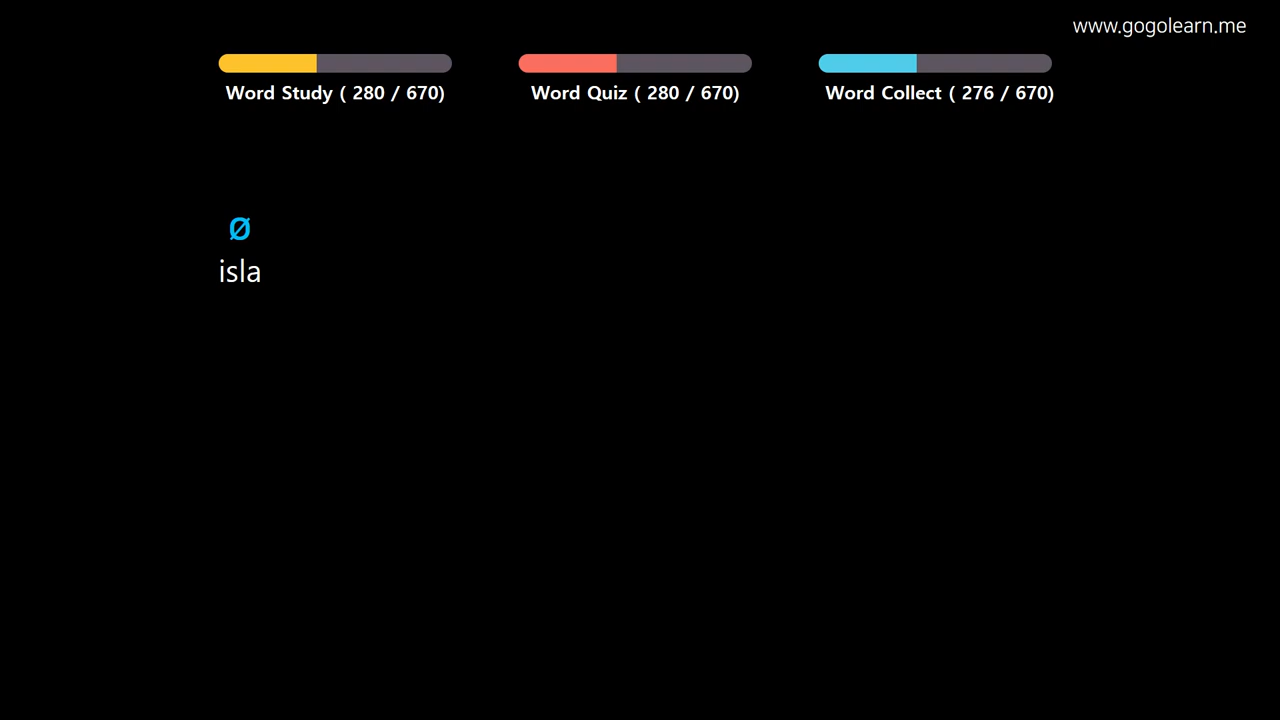 www.gogolearn.me
Word Study ( 280 / 670)
Word Quiz ( 280 / 670)
Word Collect ( 276 / 670)
Ø
isla